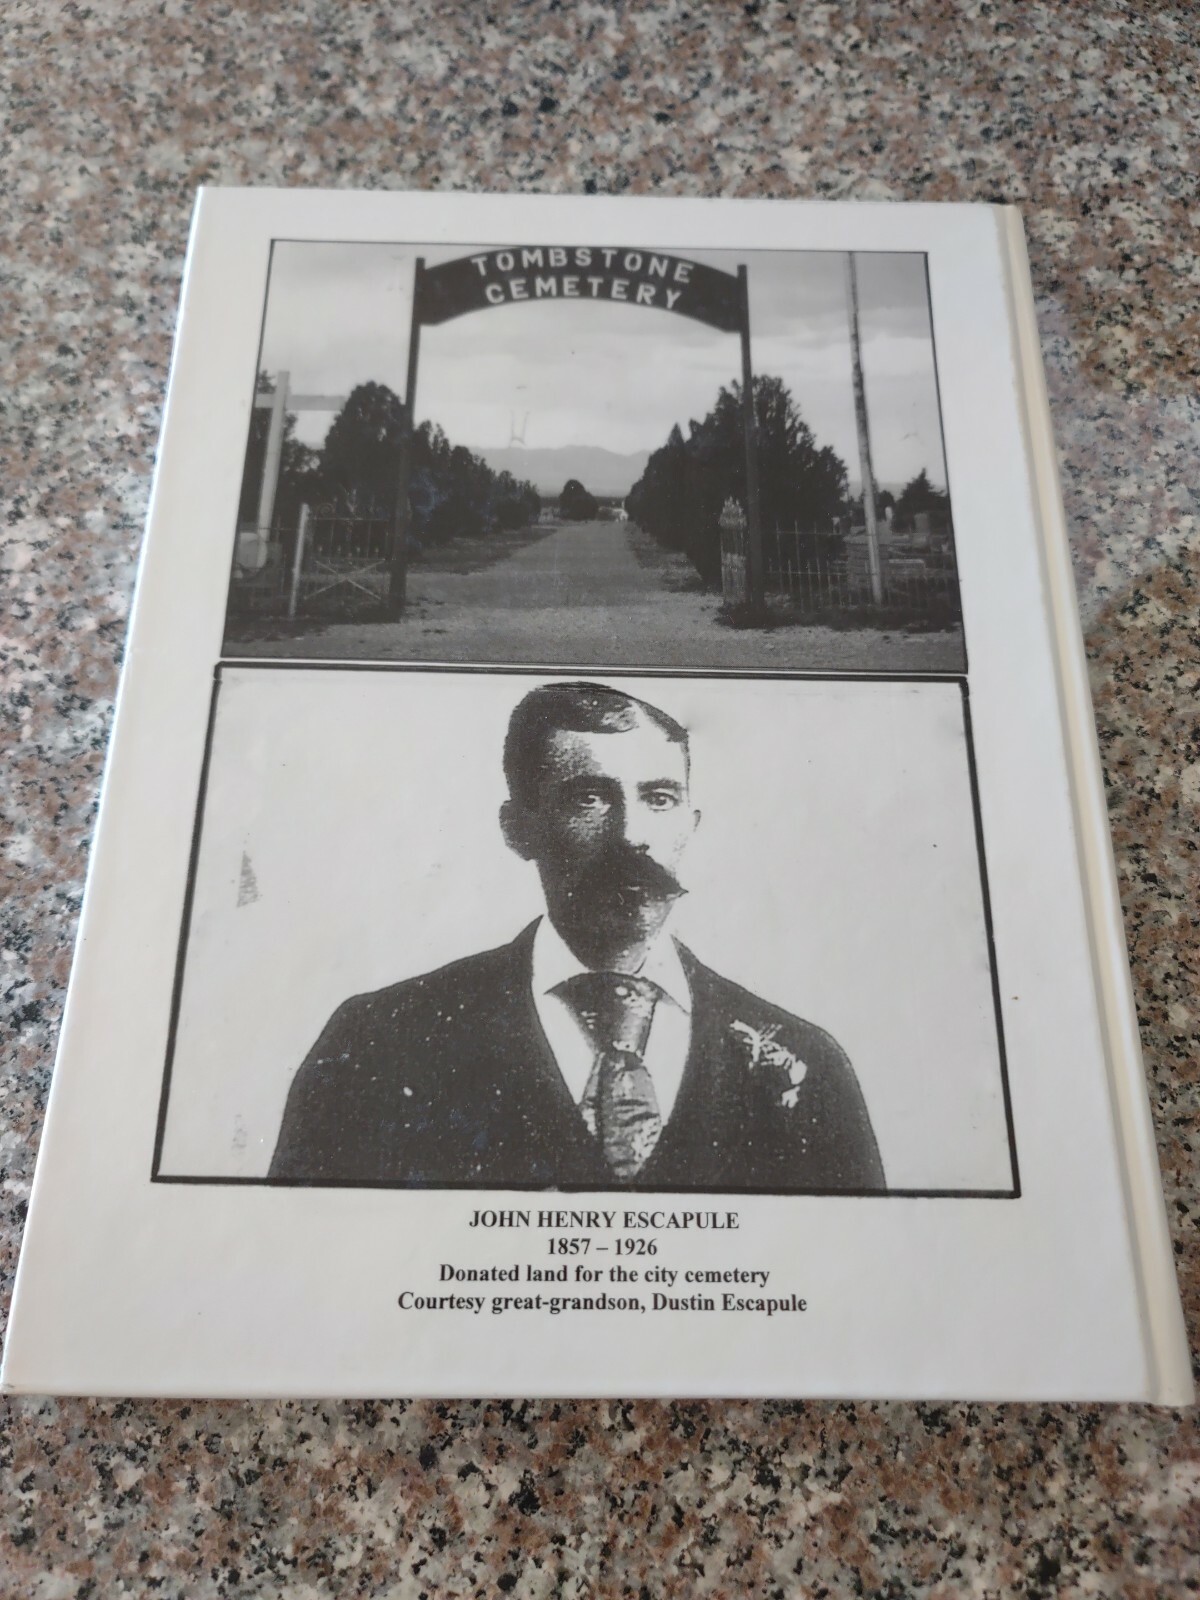 TOMBSTONE
CEMETERY
JOHN HENRY ESCAPULE
1857 – 1926
Donated land for the city cemetery
Courtesy great-grandson, Dustin Escapule